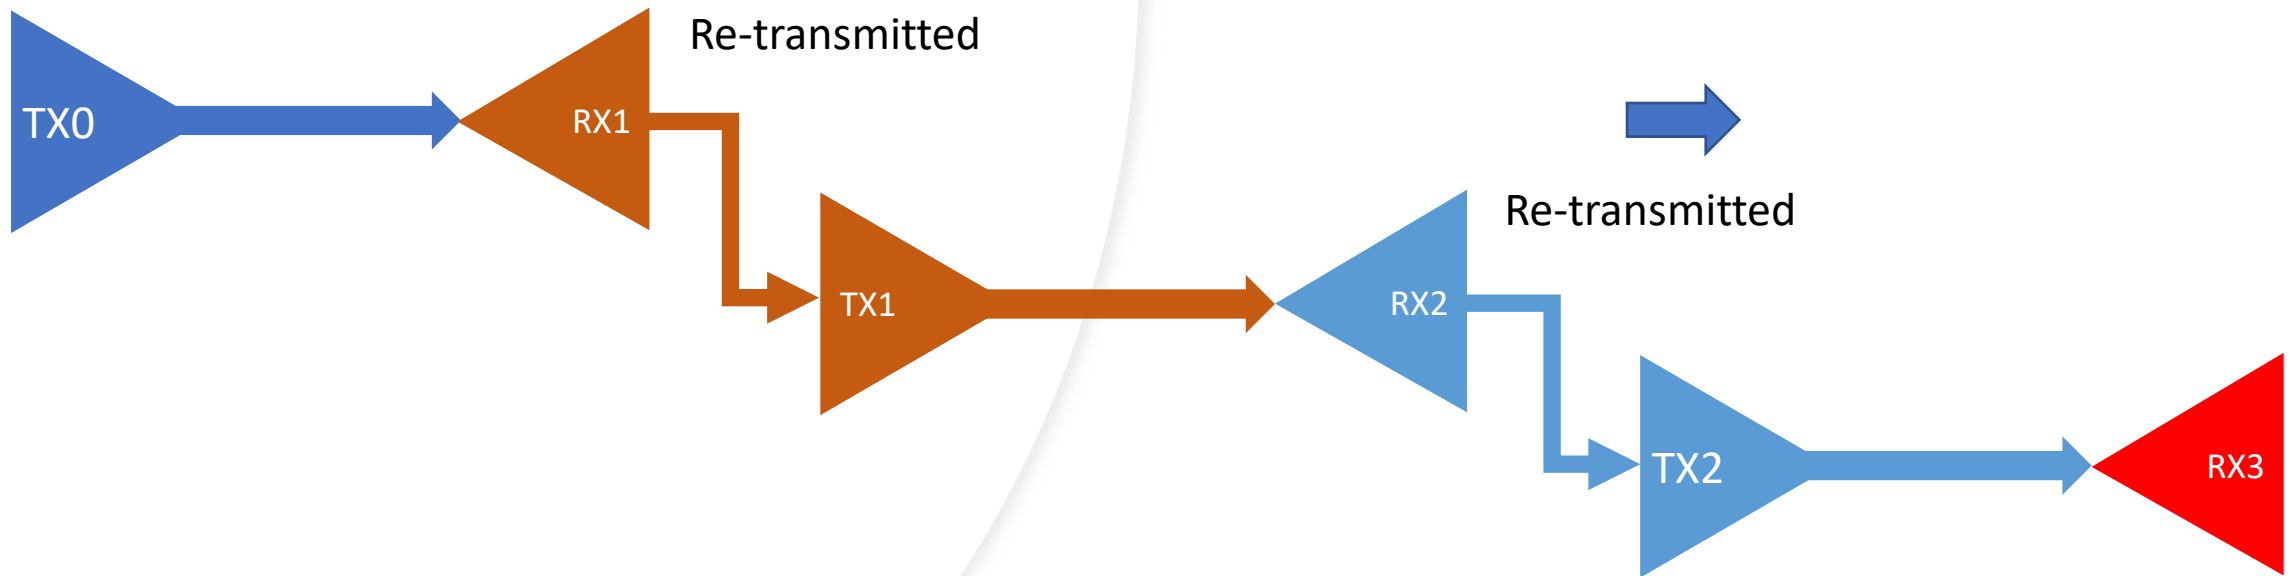 Re-transmitted
TX0
RX1
Re-transmitted
TX1
RX2
TX2
RX3